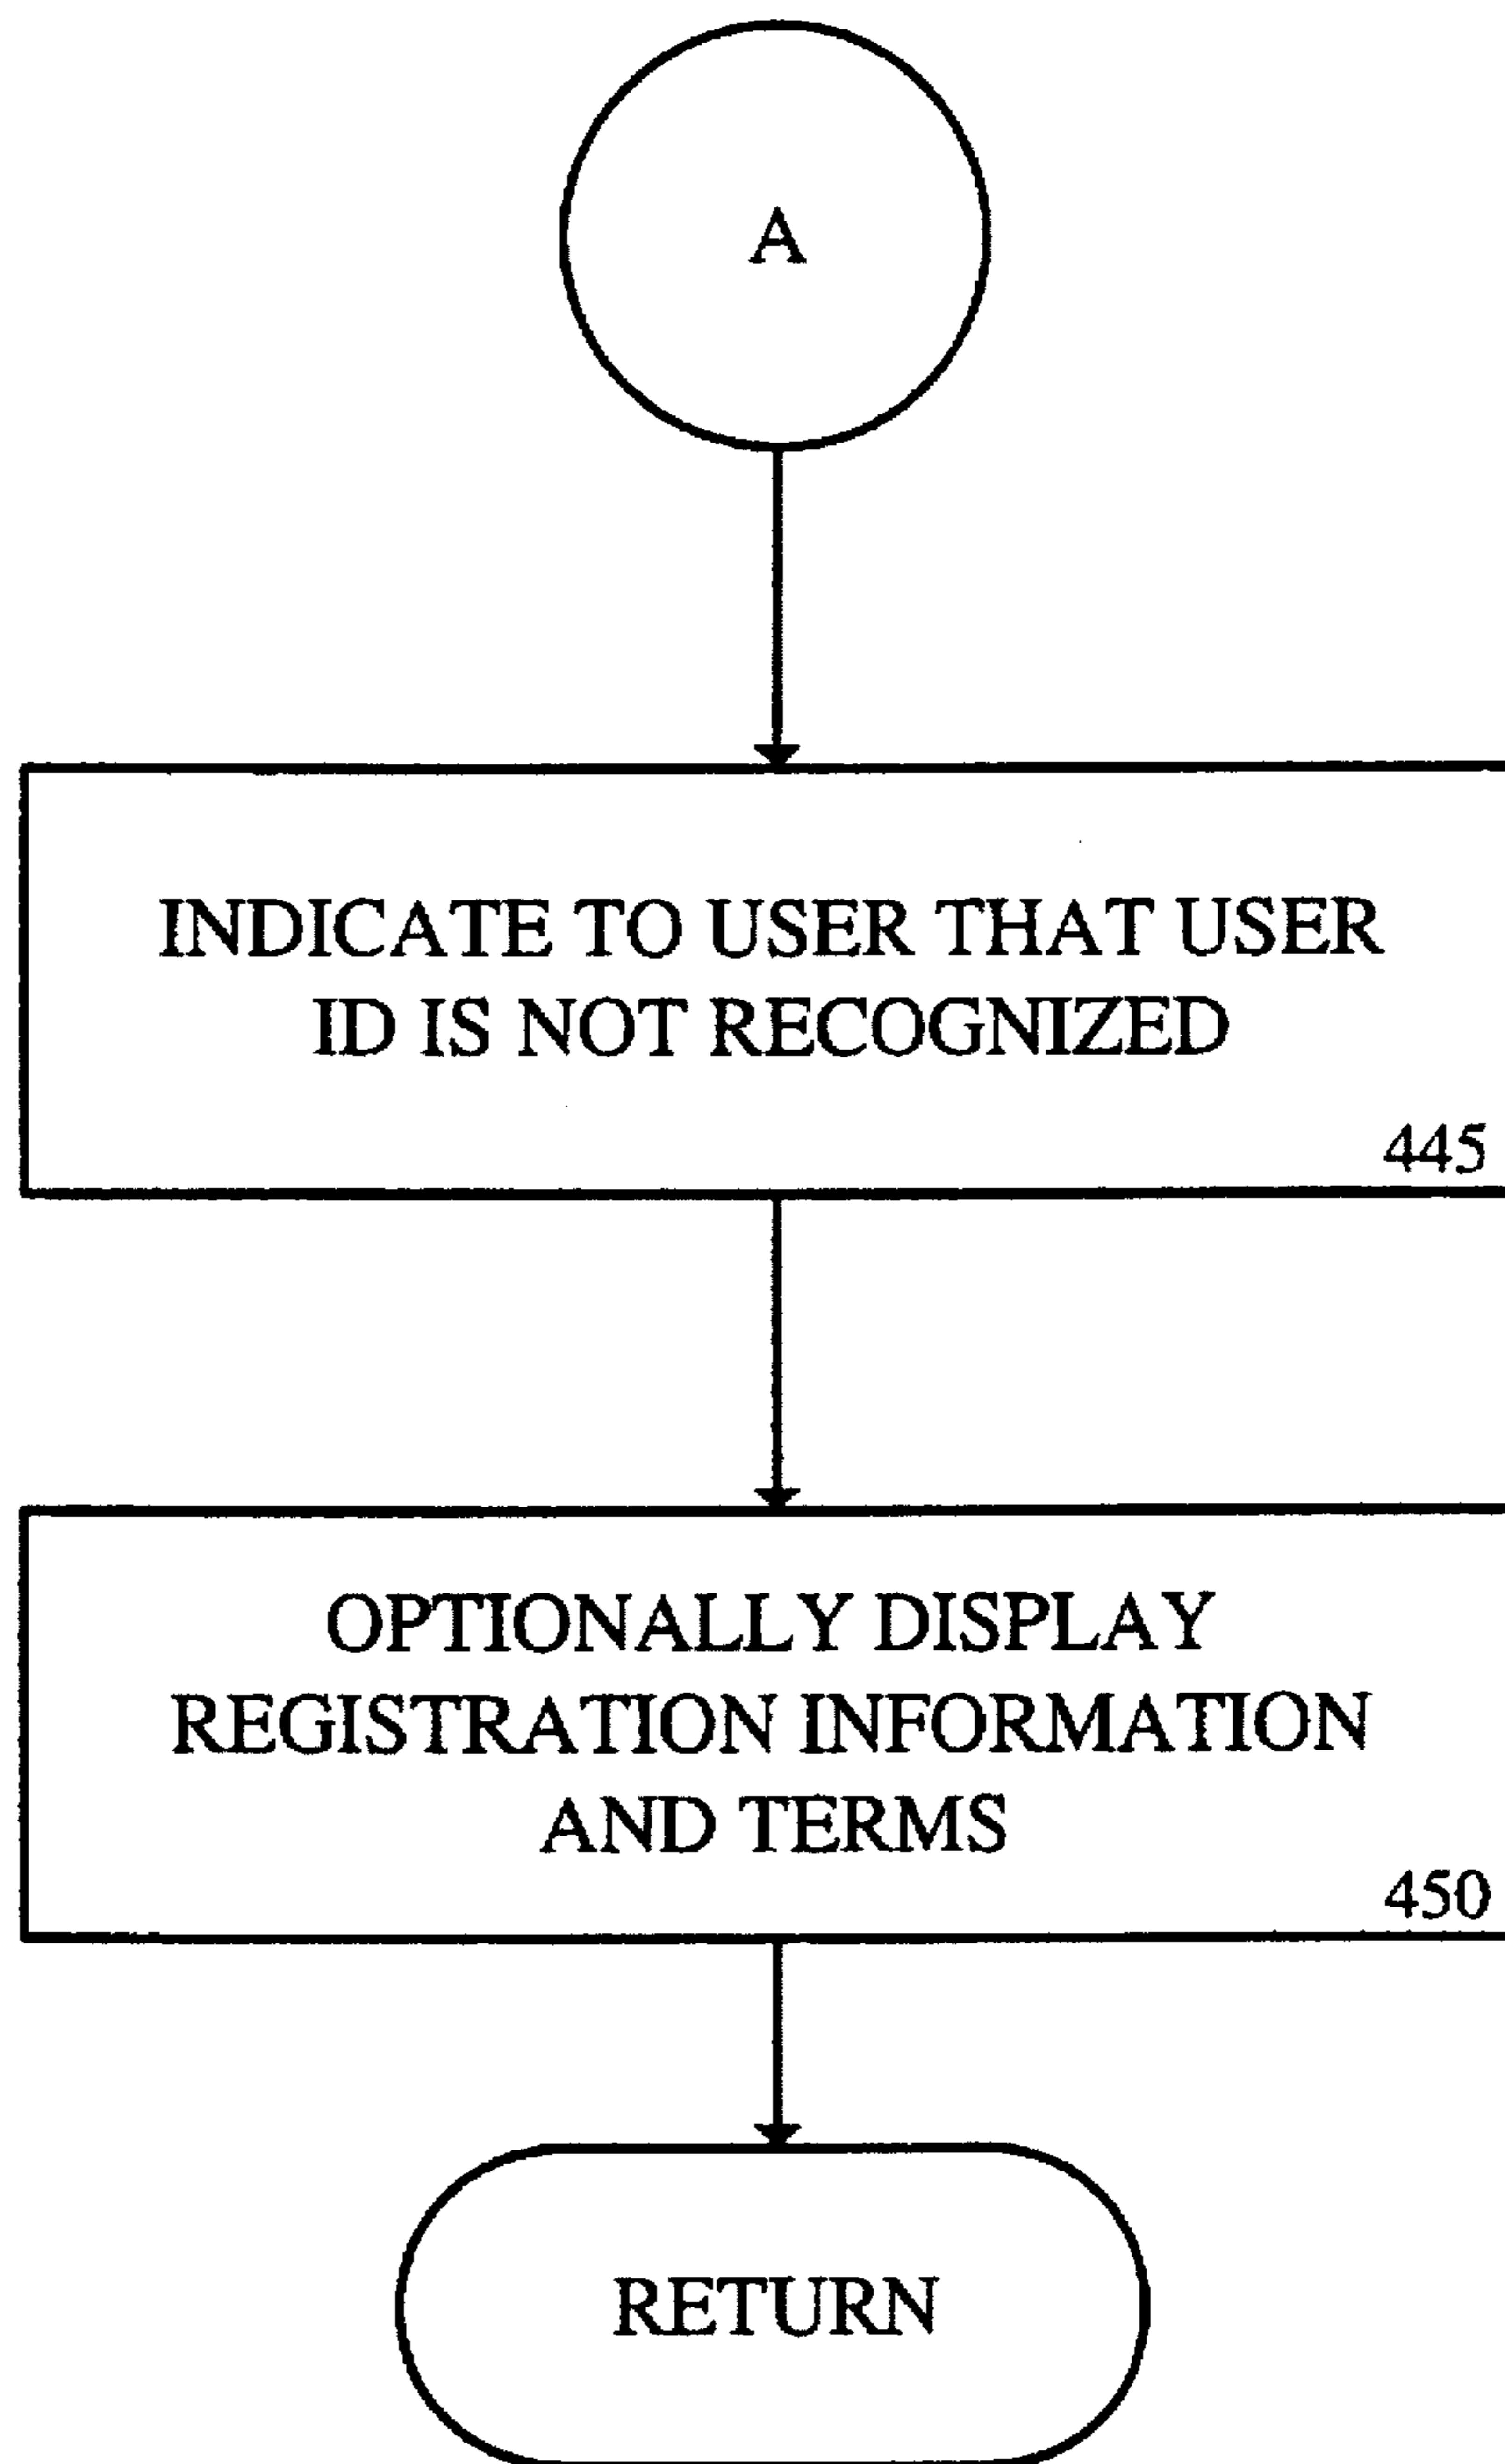 A
INDICATE TO USER THAT USER
ID IS NOT RECOGNIZED
445
OPTIONALLY DISPLAY
REGISTRATION INFORMATION
AND TERMS
450
RETURN